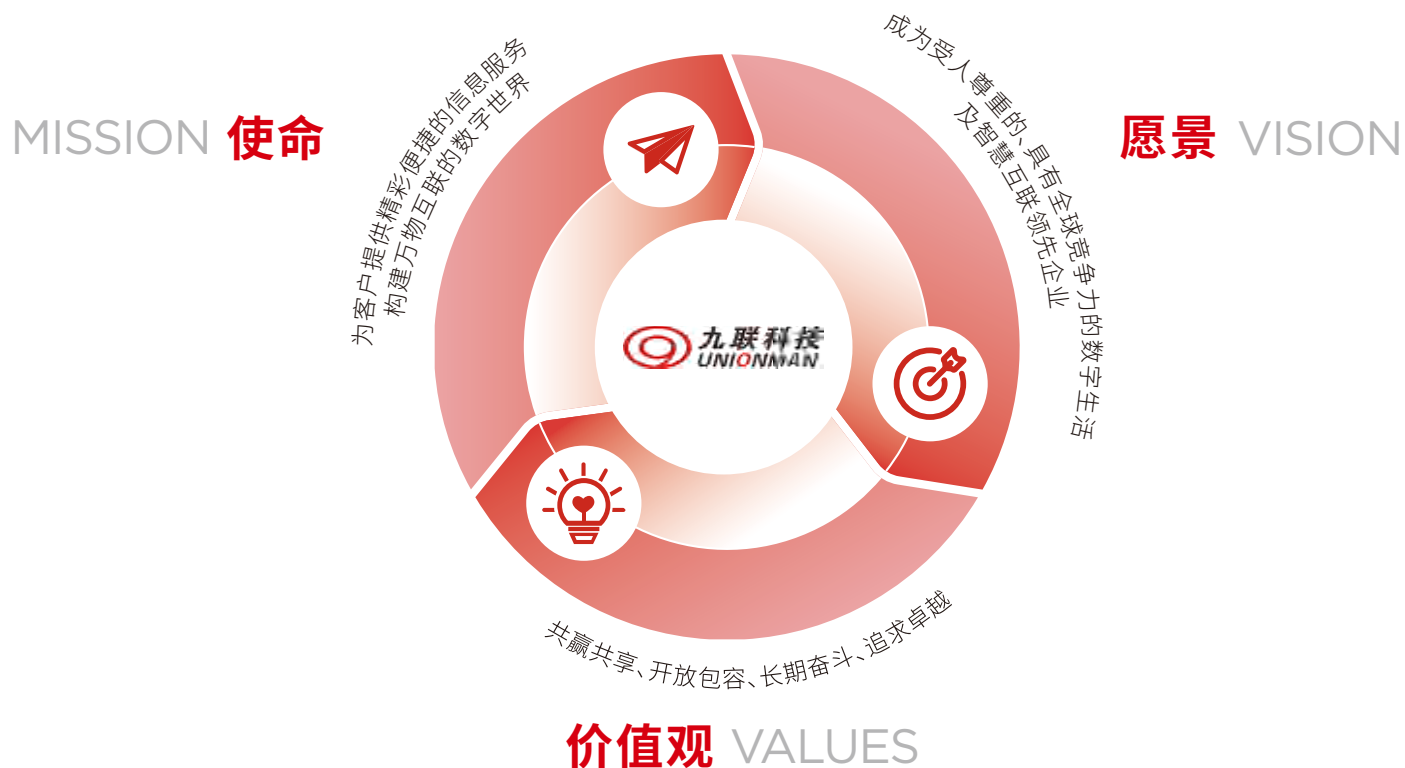 MISSION 使命
为客户提供精彩便捷的信息服务
构建万物互联的数字世界
愿景 VISION
成为受人尊重的、具有全球竞争力的数字生活
及智慧互联领先企业
九联科技
UNIONMAN
共赢共享、开放包容、长期奋斗、追求卓越
价值观 VALUES